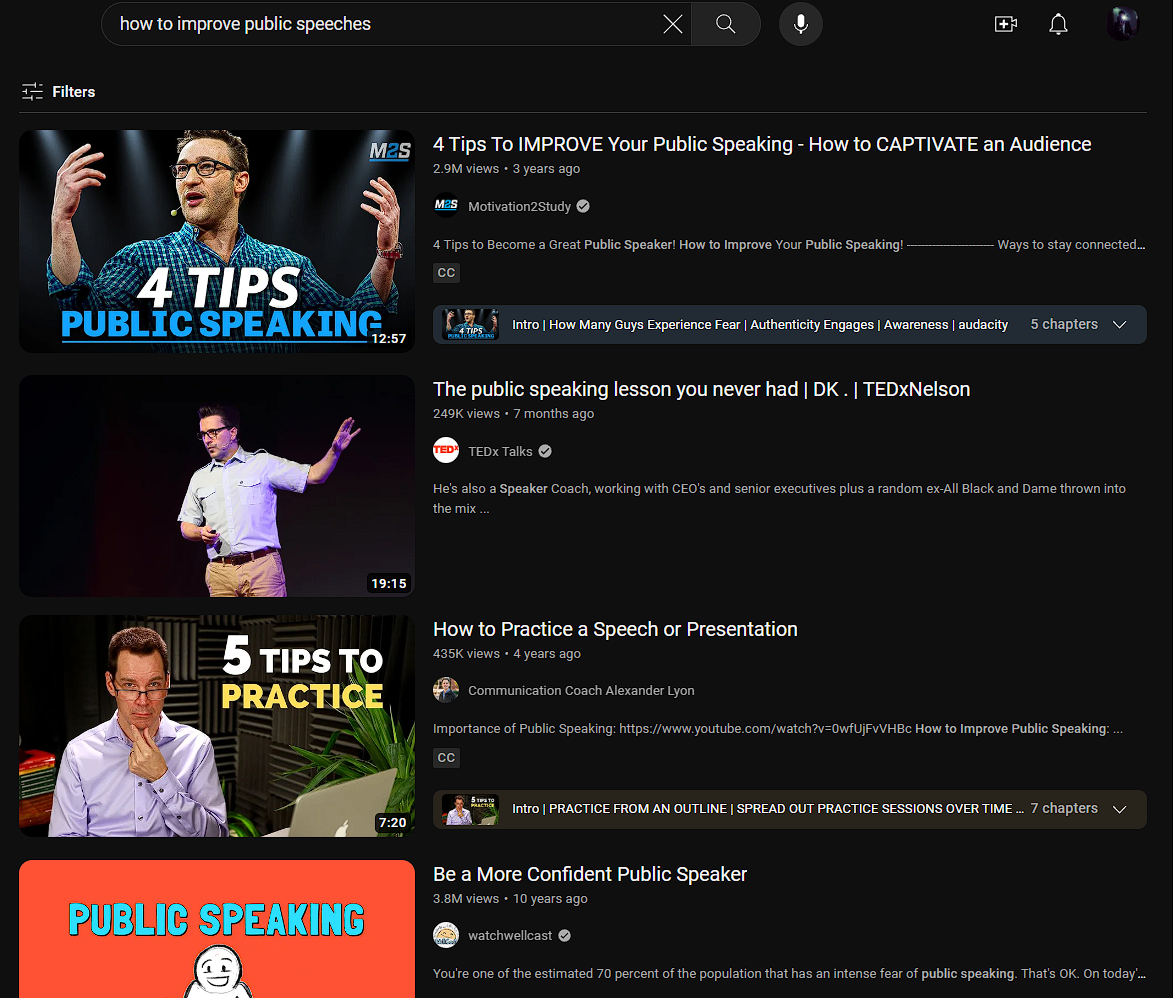 how to improve public speeches
Filters
M2S
4 TIPS
PUBLIC SPEAKING
12:57
4 Tips To IMPROVE Your Public Speaking - How to CAPTIVATE an Audience
2.9M views • 3 years ago
M2S Motivation2Study
4 Tips to Become a Great Public Speaker! How to Improve Your Public Speaking! ---------------------- Ways to stay connected...
CC
4 TIPS
PUBLIC SPEAKING
Intro | How Many Guys Experience Fear | Authenticity Engages | Awareness | audacity 5 chapters
19:15
The public speaking lesson you never had | DK . | TEDxNelson
249K views • 7 months ago
TEDx TEDx Talks
He's also a Speaker Coach, working with CEO's and senior executives plus a random ex-All Black and Dame thrown into
the mix ...
5 TIPS TO
PRACTICE
7:20
How to Practice a Speech or Presentation
435K views • 4 years ago
Communication Coach Alexander Lyon
Importance of Public Speaking: https://www.youtube.com/watch?v=0wfUjFvVHBc How to Improve Public Speaking: ...
CC
5 TIPS TO
PRACTICE
Intro | PRACTICE FROM AN OUTLINE | SPREAD OUT PRACTICE SESSIONS OVER TIME ... 7 chapters
PUBLIC SPEAKING
Be a More Confident Public Speaker
3.8M views • 10 years ago
watchwellcast
You're one of the estimated 70 percent of the population that has an intense fear of public speaking. That's OK. On today'...